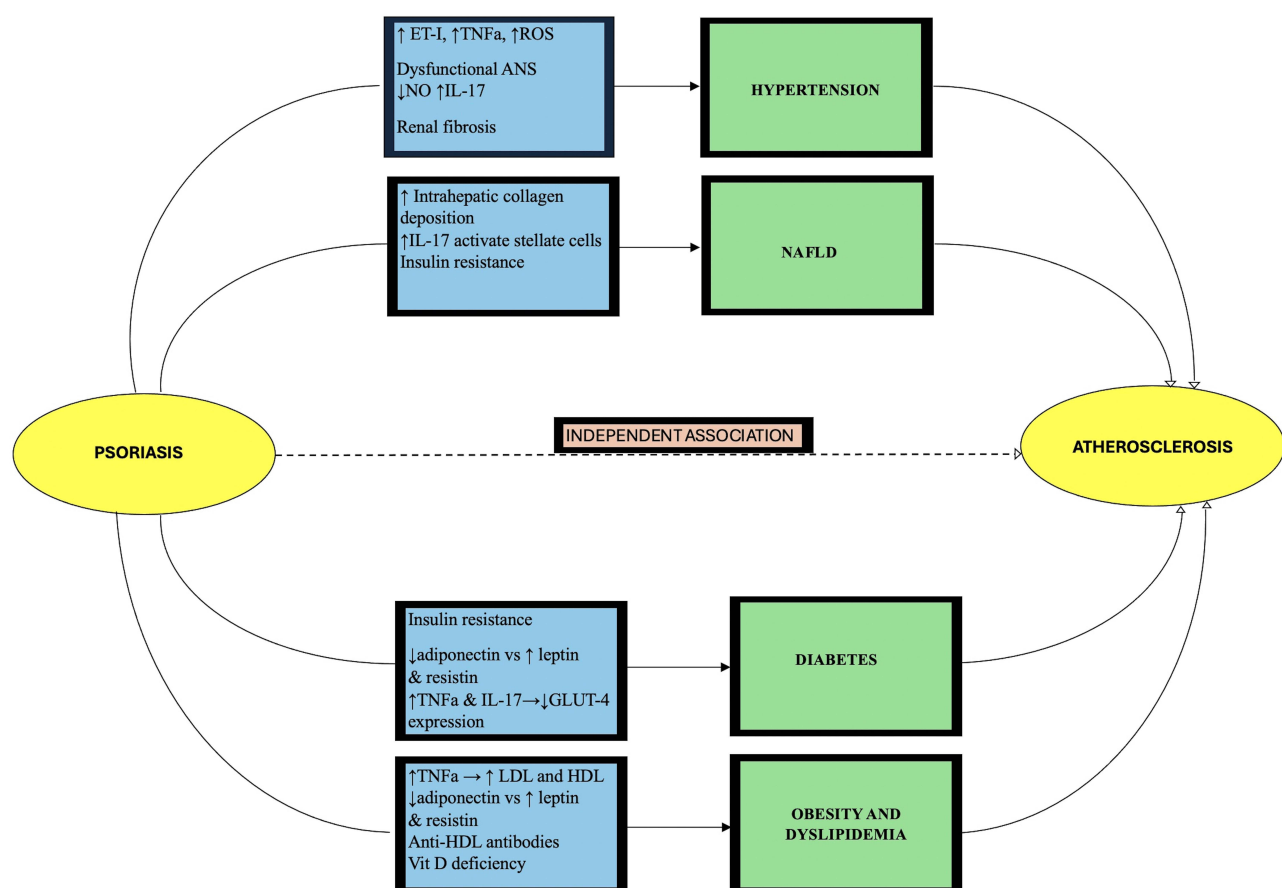 ↑ ET-I, ↑TNFa, ↑ROS
Dysfunctional ANS
↓NO ↑IL-17
Renal fibrosis
HYPERTENSION
↑ Intrahepatic collagen
deposition
↑IL-17 activate stellate cells
Insulin resistance
NAFLD
PSORIASIS
INDEPENDENT ASSOCIATION
ATHEROSCLEROSIS
Insulin resistance
↓adiponectin vs ↑ leptin
& resistin
↑TNFa & IL-17→↓GLUT-4
expression
DIABETES
↑TNFa → ↑ LDL and HDL
↓adiponectin vs ↑ leptin
& resistin
Anti-HDL antibodies
Vit D deficiency
OBESITY AND
DYSLIPIDEMIA